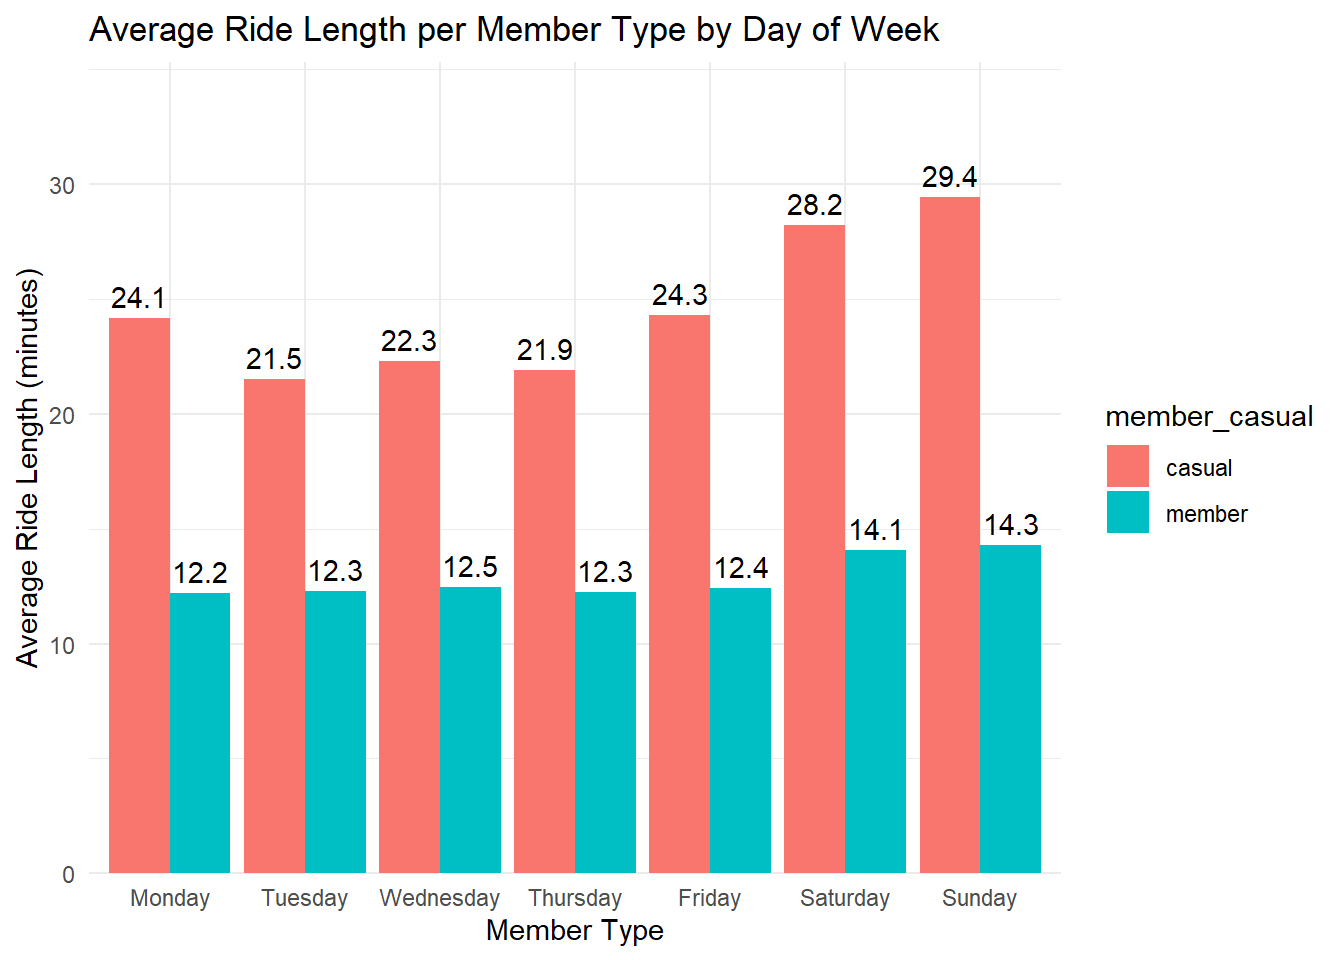 Average Ride Length per Member Type by Day of Week
Average Ride Length (minutes)
30
20
10
0
24.1
12.2
21.5
12.3
22.3
12.5
21.9
12.3
24.3
12.4
28.2
14.1
29.4
14.3
Monday Tuesday Wednesday Thursday Friday Saturday Sunday
Member Type
member_casual
casual
member